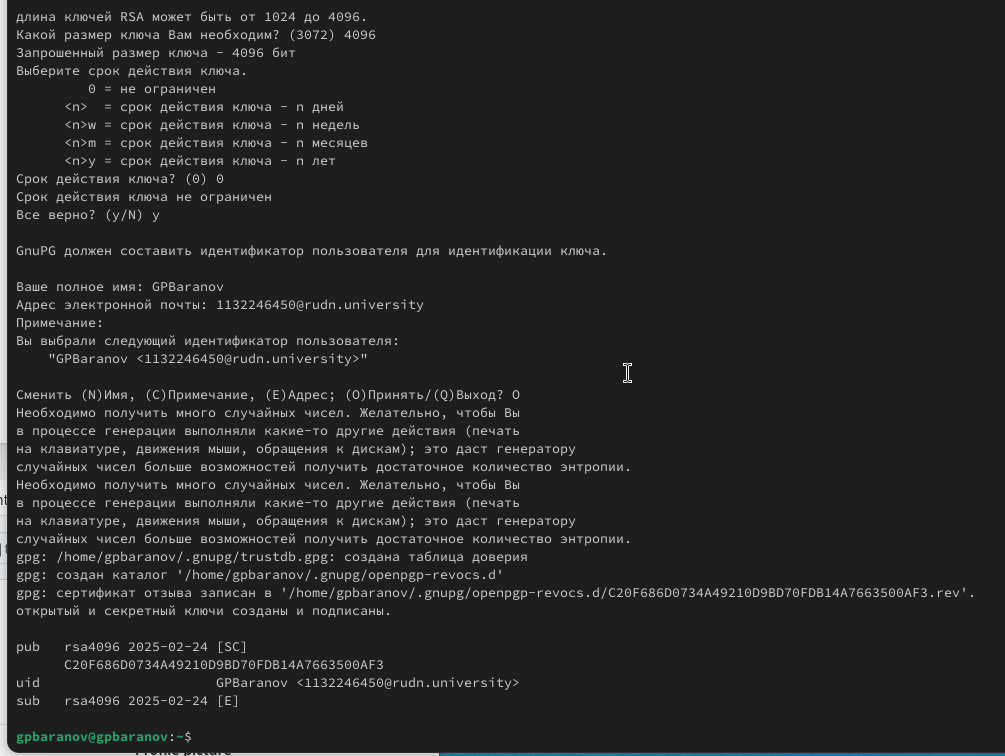 длина ключей RSA может быть от 1024 до 4096.
Какой размер ключа Вам необходим? (3072) 4096
Запрошенный размер ключа - 4096 бит
Выберите срок действия ключа.
         0 = не ограничен
      <n>  = срок действия ключа - n дней
      <n>w = срок действия ключа - n недель
      <n>m = срок действия ключа - n месяцев
      <n>y = срок действия ключа - n лет
Срок действия ключа? (0) 0
Срок действия ключа не ограничен
Все верно? (y/N) y
GnuPG должен составить идентификатор пользователя для идентификации ключа.
Ваше полное имя: GPBaranov
Адрес электронной почты: 1132246450@rudn.university
Примечание:
Вы выбрали следующий идентификатор пользователя:
    "GPBaranov <1132246450@rudn.university>"
Сменить (N)Имя, (C)Примечание, (E)Адрес; (O)Принять/(Q)Выход? O
Необходимо получить много случайных чисел. Желательно, чтобы Вы
в процессе генерации выполняли какие-то другие действия (печать
на клавиатуре, движения мыши, обращения к дискам); это даст генератору
случайных чисел больше возможностей получить достаточное количество энтропии.
Необходимо получить много случайных чисел. Желательно, чтобы Вы
в процессе генерации выполняли какие-то другие действия (печать
на клавиатуре, движения мыши, обращения к дискам); это даст генератору
случайных чисел больше возможностей получить достаточное количество энтропии.
gpg: /home/gpbaranov/.gnupg/trustdb.gpg: создана таблица доверия
gpg: создан каталог '/home/gpbaranov/.gnupg/openpgp-revocs.d'
gpg: сертификат отзыва записан в '/home/gpbaranov/.gnupg/openpgp-revocs.d/C20F686D0734A49210D9BD70FDB14A7663500AF3.rev'.
открытый и секретный ключи созданы и подписаны.
pub   rsa4096 2025-02-24 [SC]
      C20F686D0734A49210D9BD70FDB14A7663500AF3
uid                      GPBaranov <1132246450@rudn.university>
sub   rsa4096 2025-02-24 [E]
gpbaranov@gpbaranov:~$